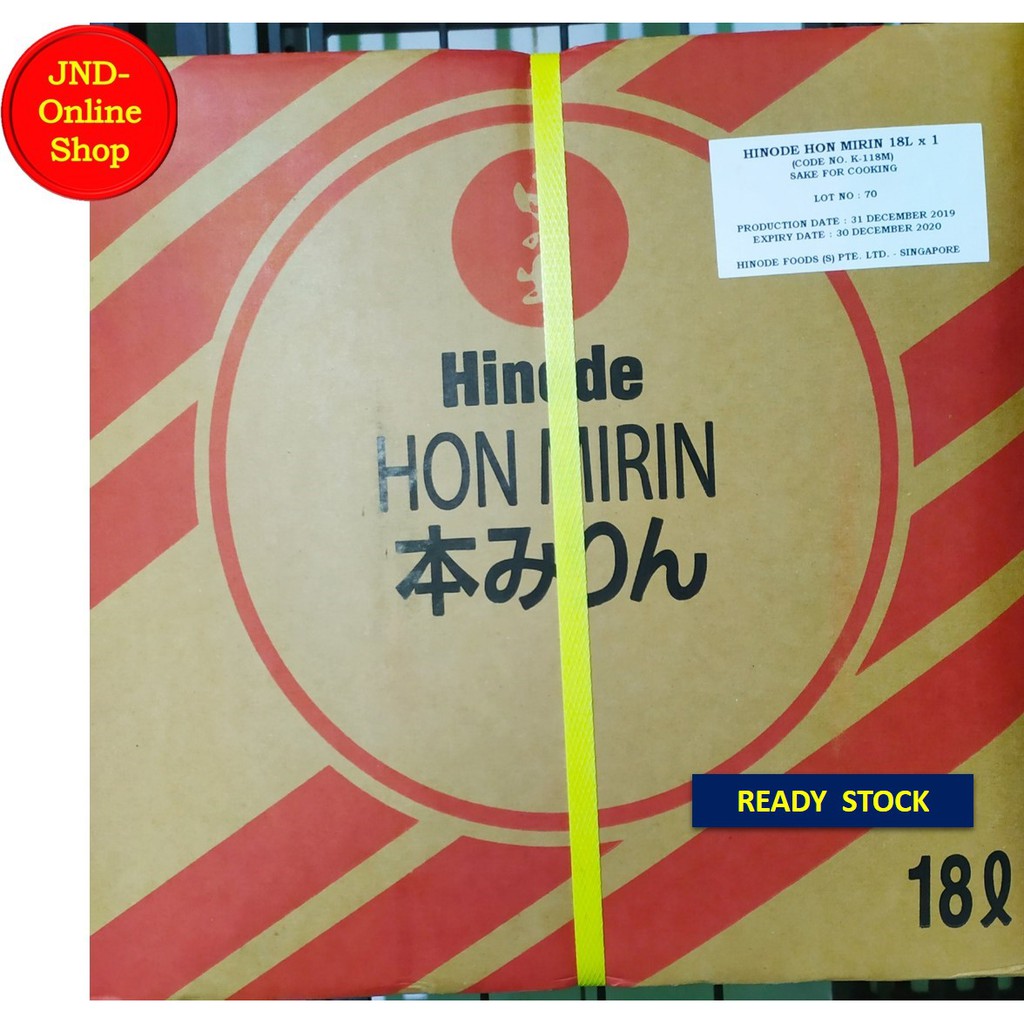 JND-
Online
Shop
HINODE HON MIRIN 18L x 1
(CODE NO. K-118M)
SAKE FOR COOKING
LOT NO : 70
PRODUCTION DATE : 31 DECEMBER 2019
EXPIRY DATE : 30 DECEMBER 2020
HINODE FOODS (S) PTE. LTD. - SINGAPORE
Hinode
HON MIRIN
本みりん
READY STOCK
18ℓ